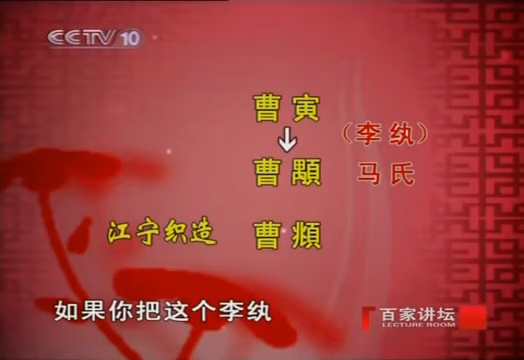 CCTV 10
曹寅
↓
(李纨)
曹顒 马氏
江宁织造 曹頫
如果你把这个李纨
百家讲坛
LECTURE ROOM